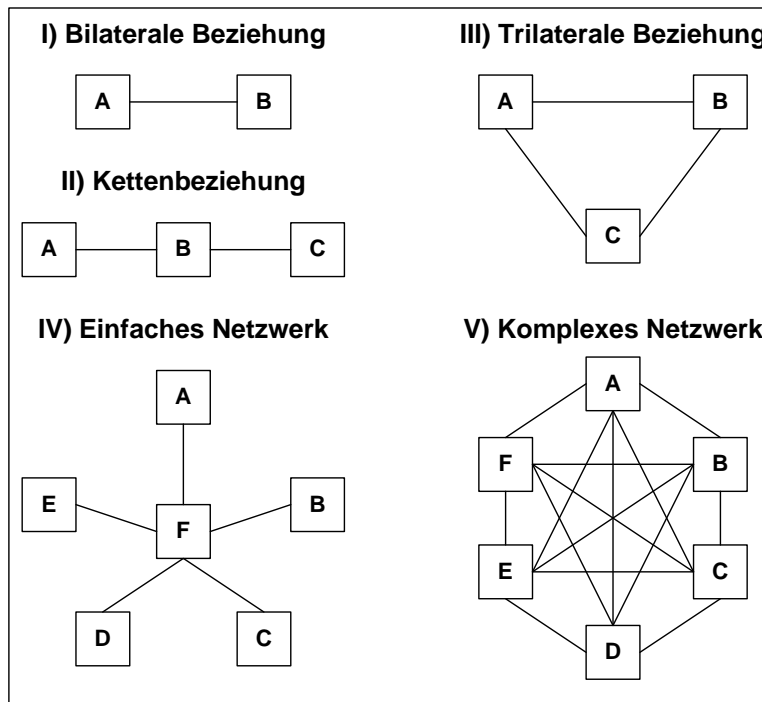 I) Bilaterale Beziehung
A B
II) Kettenbeziehung
A B C
III) Trilaterale Beziehung
A B
C
IV) Einfaches Netzwerk
A
E B
F
D C
V) Komplexes Netzwerk
A
F B
E C
D